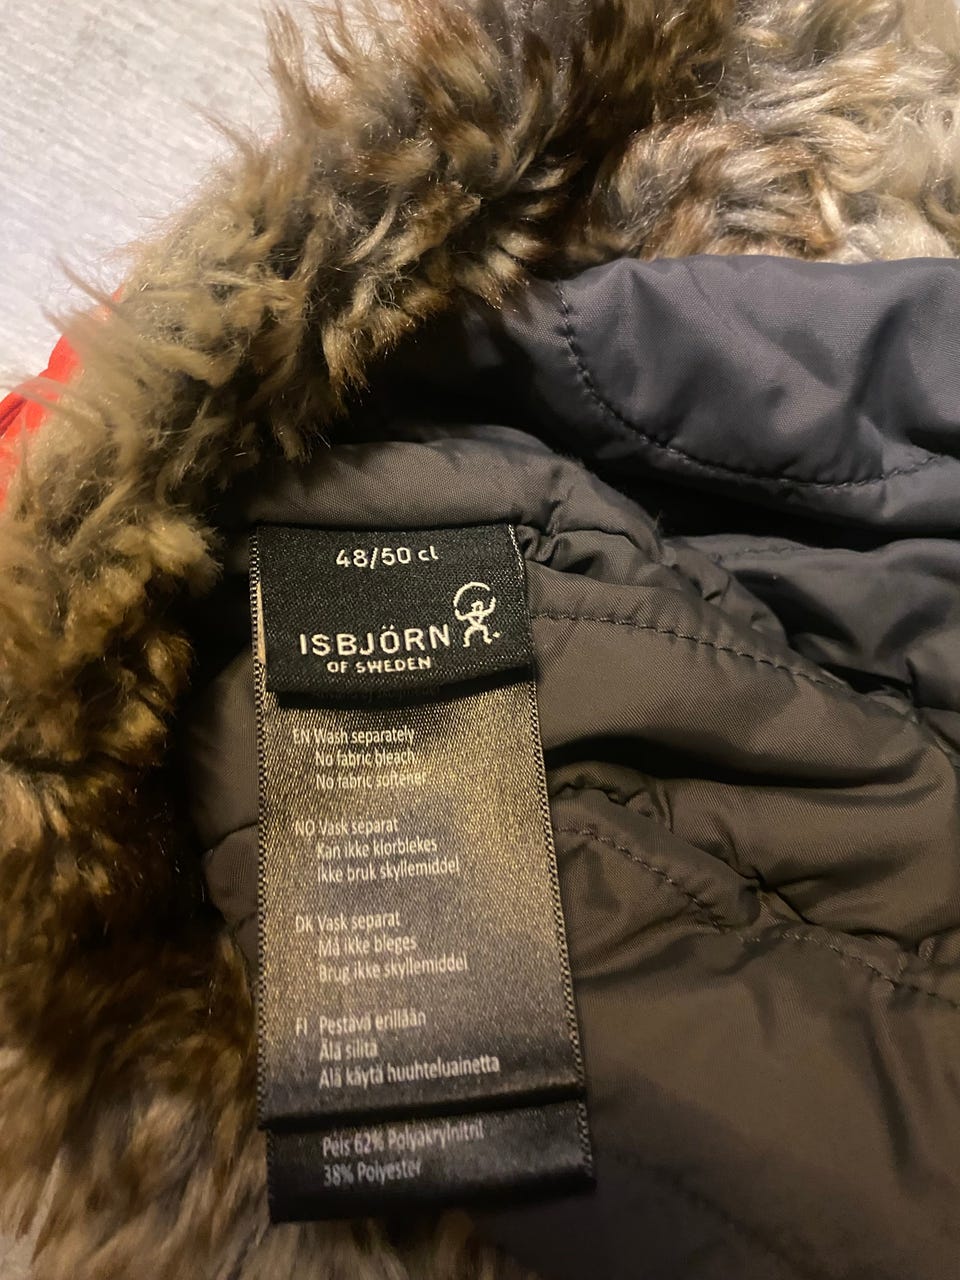 48/50 cl
ISBJÖRN
OF SWEDEN
EN Wash separately
No fabric bleach
No fabric softener
NO Vask separat
Kan ikke klorblekes
Ikke bruk skyllemiddel
DK Vask separat
Må ikke bleges
Brug ikke skyllemiddel
FI Pestävä erillään
Älä silitä
Älä käytä huuhteluainetta
Pels 62% Polyakrylnitril
38% Polyester